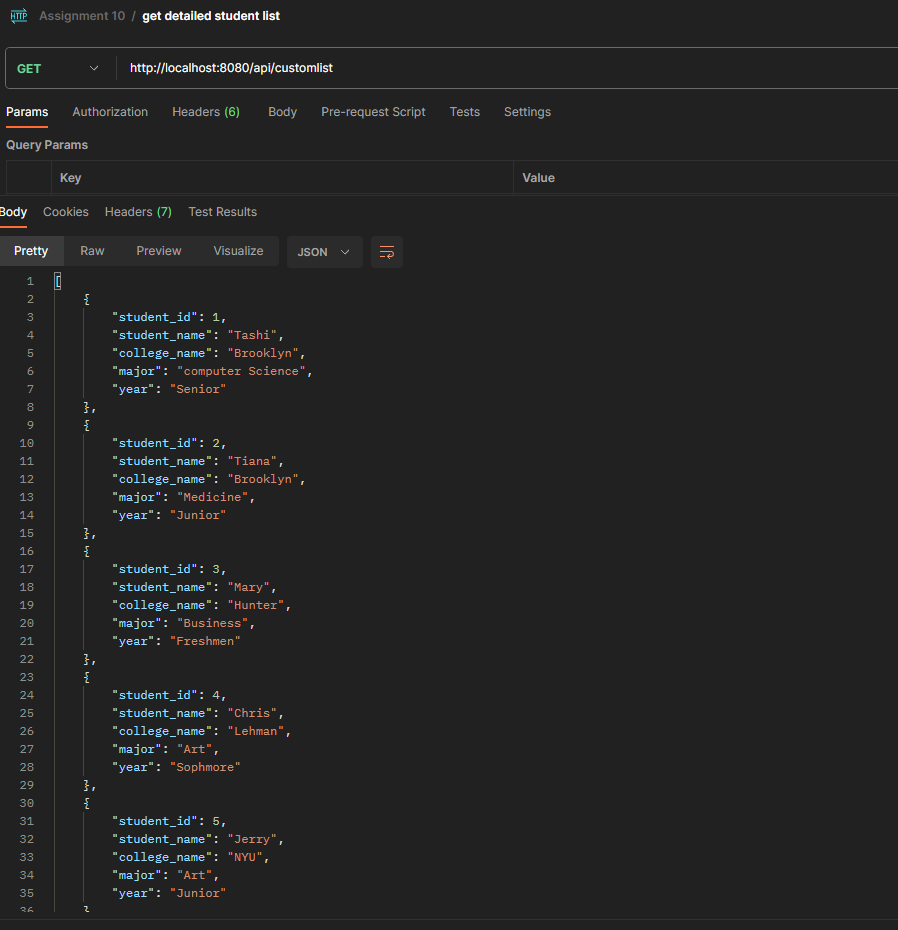 HTTP Assignment 10 / get detailed student list
GET http://localhost:8080/api/customlist
Params Authorization Headers (6) Body Pre-request Script Tests Settings
Query Params
Key Value
Body Cookies Headers (7) Test Results
Pretty Raw Preview Visualize JSON
1 [
2 {
3 "student_id": 1,
4 "student_name": "Tashi",
5 "college_name": "Brooklyn",
6 "major": "computer Science",
7 "year": "Senior"
8 },
9 {
10 "student_id": 2,
11 "student_name": "Tiana",
12 "college_name": "Brooklyn",
13 "major": "Medicine",
14 "year": "Junior"
15 },
16 {
17 "student_id": 3,
18 "student_name": "Mary",
19 "college_name": "Hunter",
20 "major": "Business",
21 "year": "Freshmen"
22 },
23 {
24 "student_id": 4,
25 "student_name": "Chris",
26 "college_name": "Lehman",
27 "major": "Art",
28 "year": "Sophmore"
29 },
30 {
31 "student_id": 5,
32 "student_name": "Jerry",
33 "college_name": "NYU",
34 "major": "Art",
35 "year": "Junior"
36 }